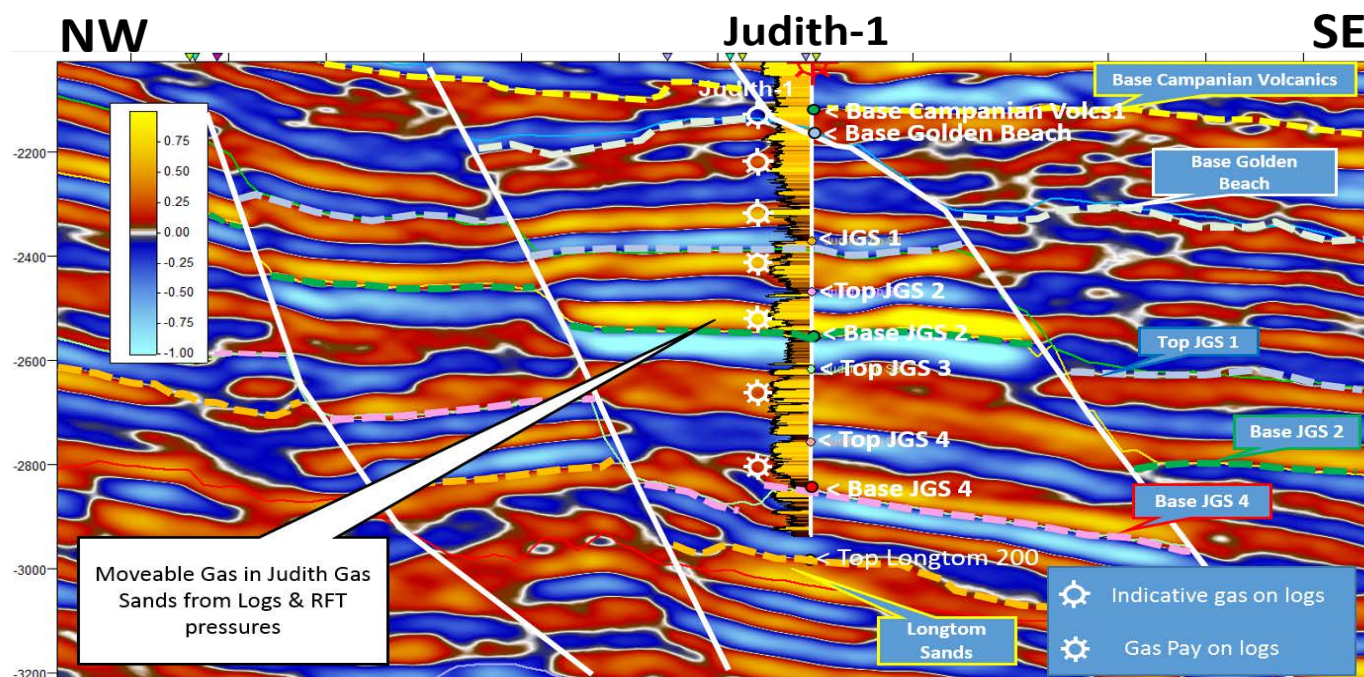 NW
Judith-1
SE
Base Campanian Volcanics
Judith-1
< Base Campanian Volcs1
< Base Golden Beach
Base Golden
Beach
0.75
0.50
0.25
0.00
-0.25
-0.50
-0.75
-1.00
-2200
-2400
-2600
-2800
-3000
-3200
< JGS 1
< Top JGS 2
< Base JGS 2
< Top JGS 3
Top JGS 1
< Top JGS 4
Base JGS 2
< Base JGS 4
Base JGS 4
< Top Longtom 200
Moveable Gas in Judith Gas
Sands from Logs & RFT
pressures
Longtom
Sands
Indicative gas on logs
Gas Pay on logs